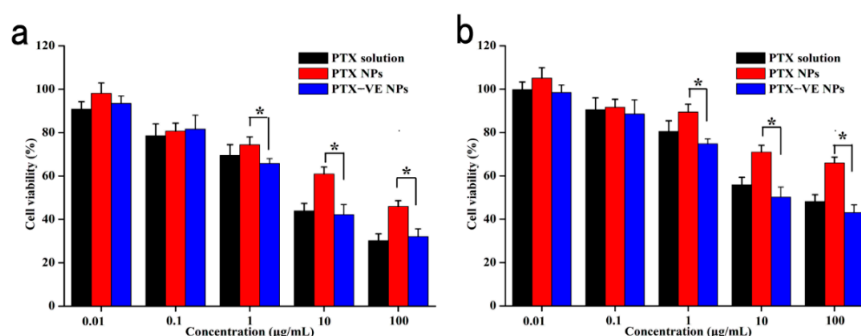 a
120
100
80
60
40
20
0
Cell viability (%)
PTX solution
PTX NPs
PTX-VE NPs
*
*
*
0.01 0.1 1 10 100
Concentration (µg/mL)
b
120
100
80
60
40
20
0
Cell viability (%)
PTX solution
PTX NPs
PTX-VE NPs
*
*
*
0.01 0.1 1 10 100
Concentration (µg/mL)